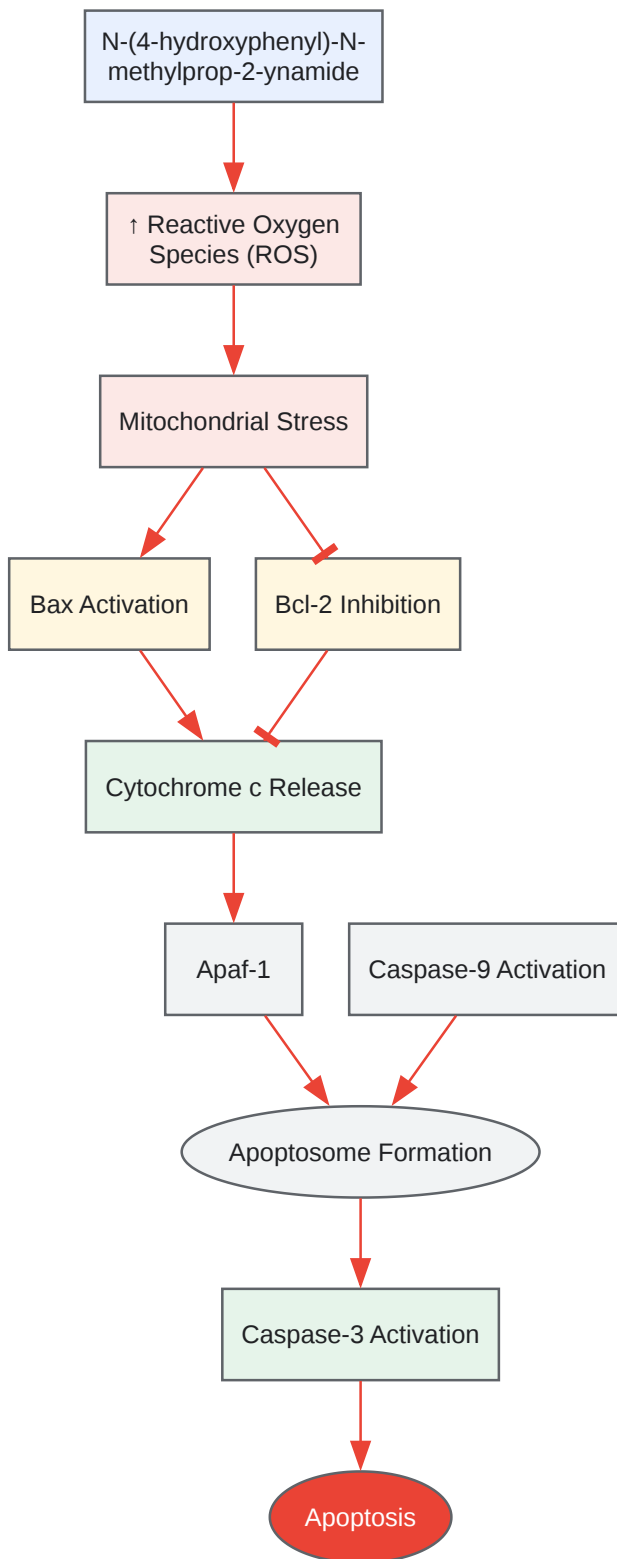 N-(4-hydroxyphenyl)-N-
methylprop-2-ynamide
↑ Reactive Oxygen
Species (ROS)
Mitochondrial Stress
Bax Activation
Bcl-2 Inhibition
Cytochrome c Release
Apaf-1
Caspase-9 Activation
Apoptosome Formation
Caspase-3 Activation
Apoptosis